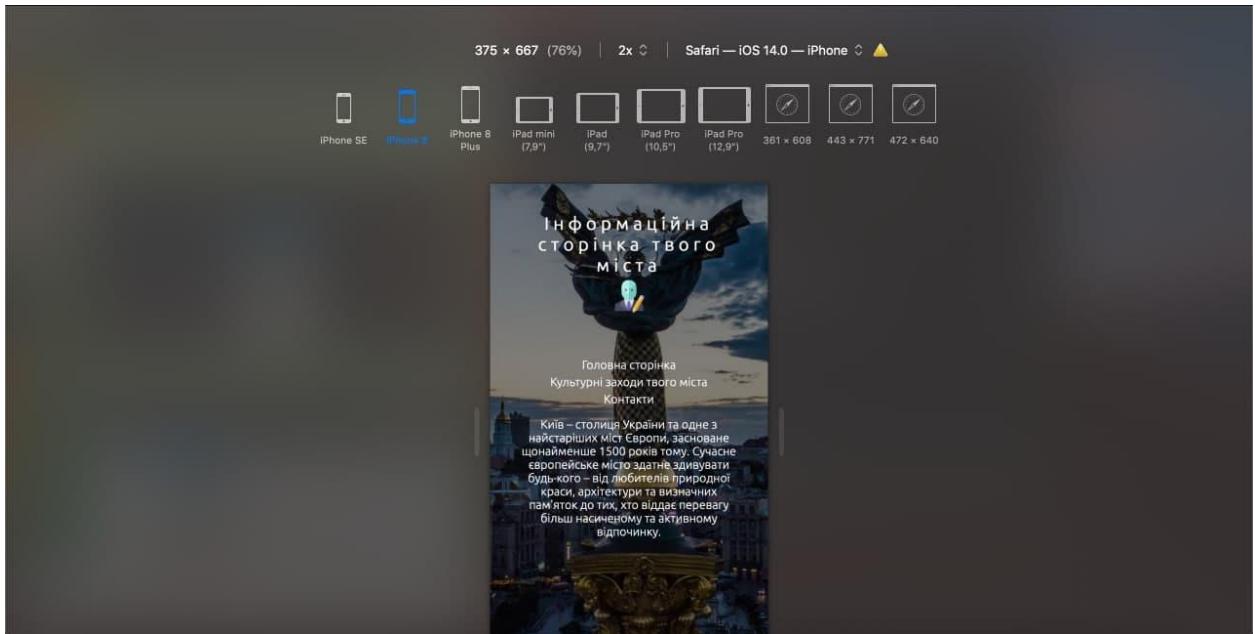 375 × 667 (76%) 2x Safari — iOS 14.0 — iPhone
iPhone SE
iPhone 8
iPhone 8
Plus
iPad mini
(7,9")
iPad
(9,7")
iPad Pro
(10,5")
iPad Pro
(12,9")
361 × 608
443 × 771
472 × 640
Інформаційна
сторінка твого
міста
Головна сторінка
Культурні заходи твого міста
Контакти
Київ – столиця України та одне з
найстаріших міст Європи, засноване
щонайменше 1500 років тому. Сучасне
європейське місто здатне здивувати
будь-кого – від любителів природної
краси, архітектури та визначних
пам'яток до тих, хто віддає перевагу
більш насиченому та активному
відпочинку.